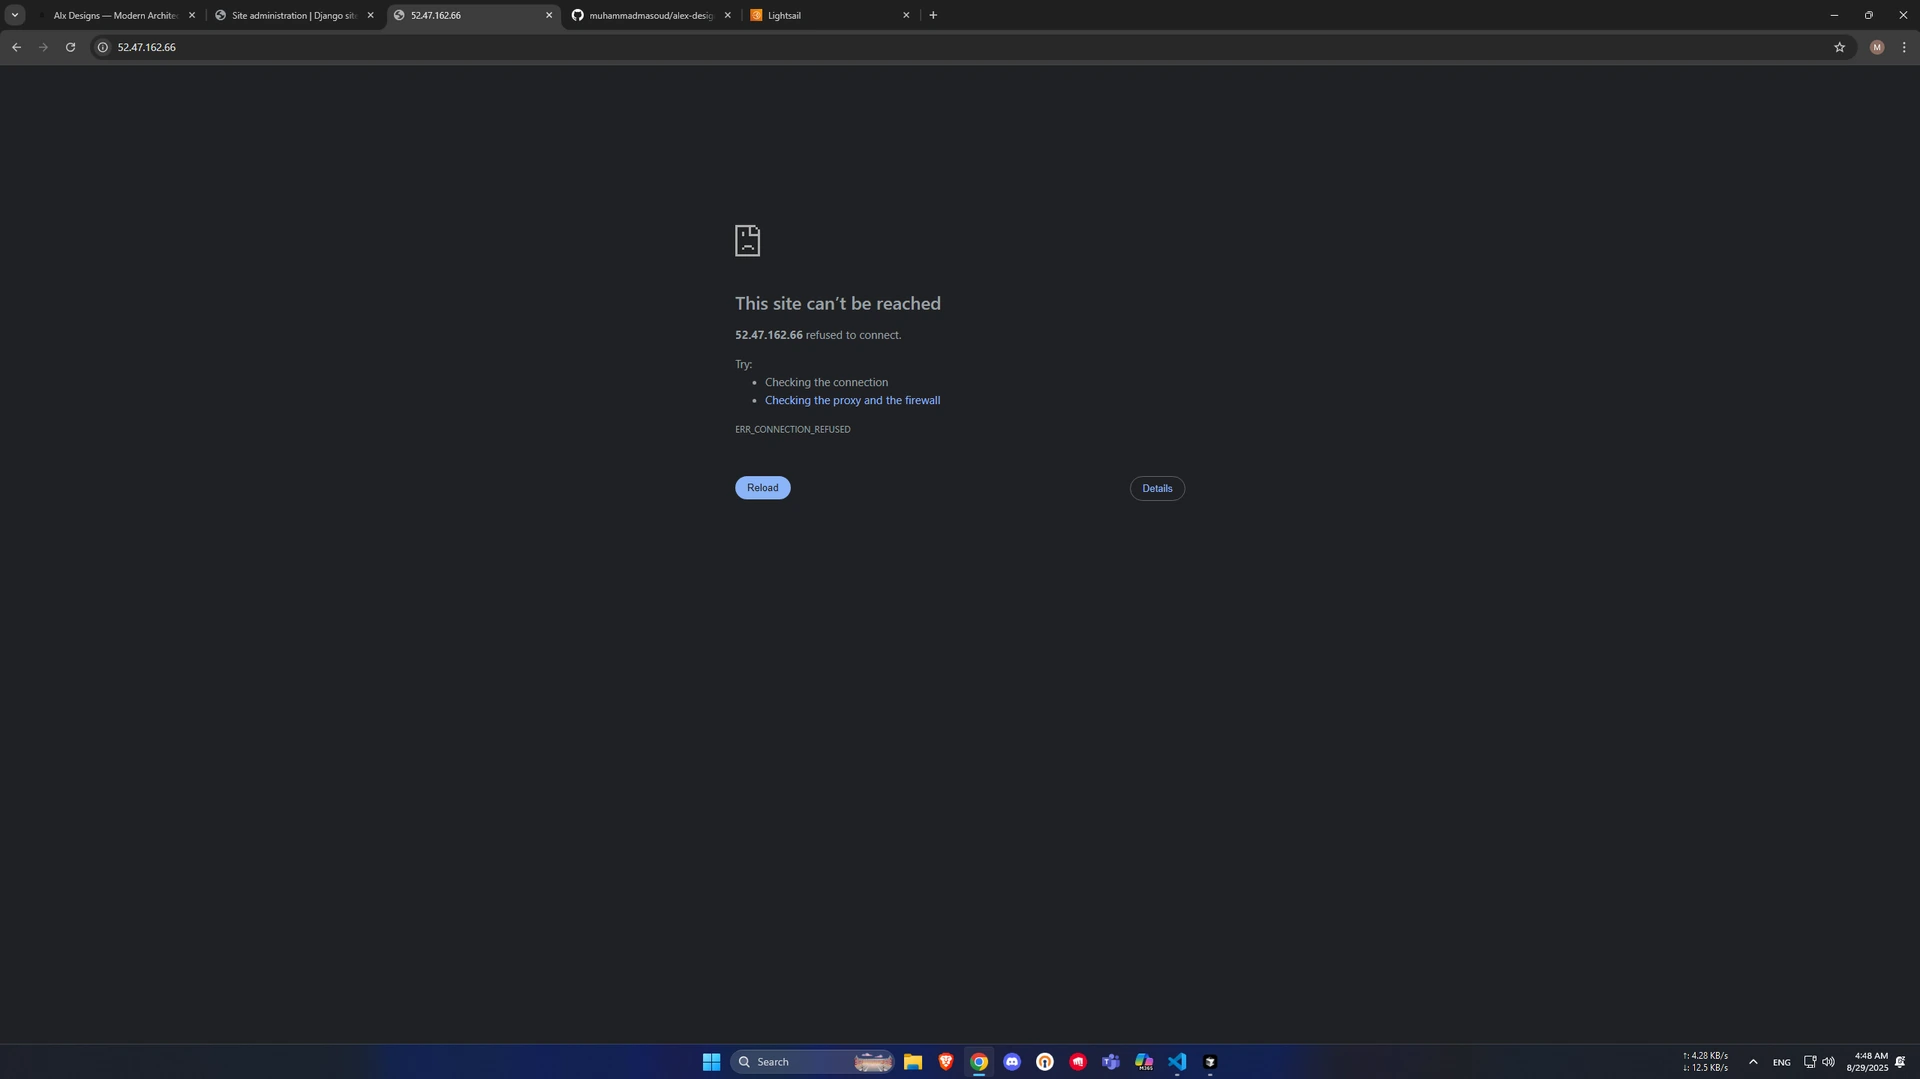 Alx Designs — Modern Architec
Site administration | Django site
52.47.162.66
muhammadmasoud/alex-desig
Lightsail
52.47.162.66
M
This site can't be reached
52.47.162.66 refused to connect.
Try:
• Checking the connection
• Checking the proxy and the firewall
ERR_CONNECTION_REFUSED
Reload
Details
Search
M365
↑: 4.28 KB/s
↓: 12.5 KB/s
ENG
4:48 AM
8/29/2025